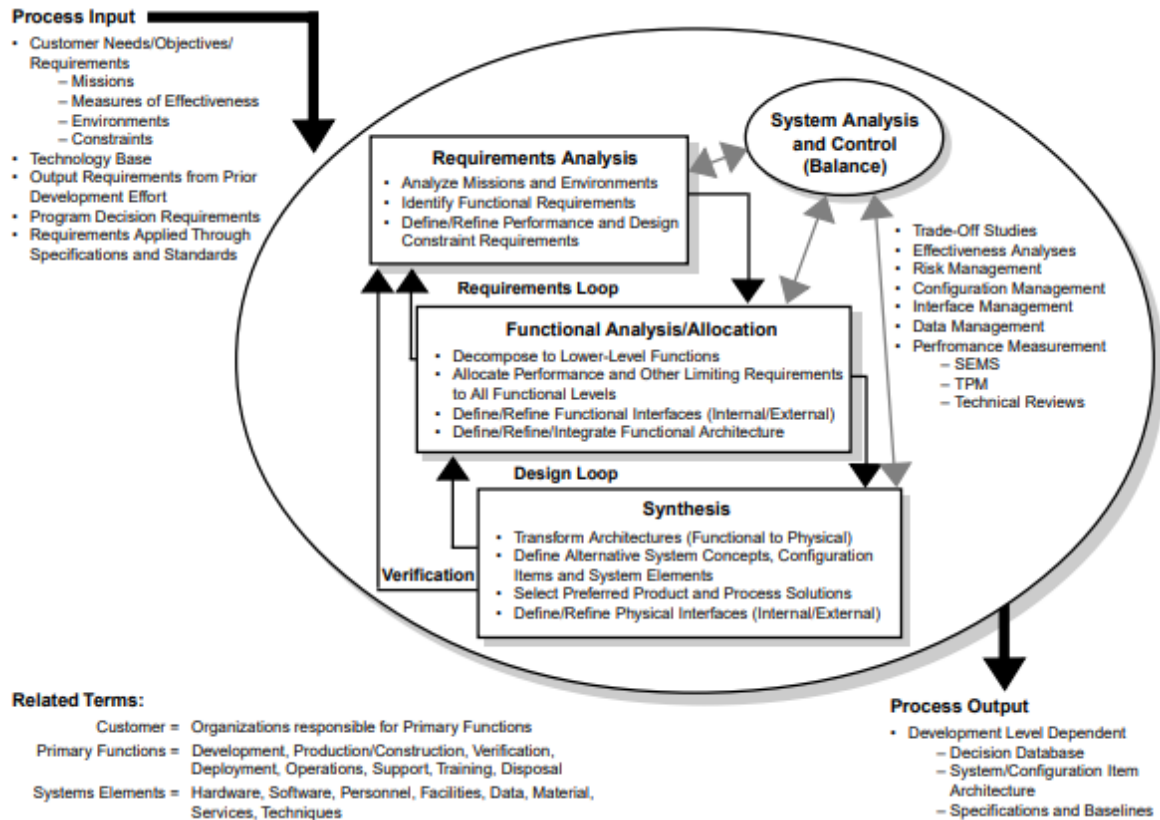 Process Input
• Customer Needs/Objectives/
Requirements
– Missions
– Measures of Effectiveness
– Environments
– Constraints
• Technology Base
• Output Requirements from Prior
Development Effort
• Program Decision Requirements
• Requirements Applied Through
Specifications and Standards
System Analysis
and Control
(Balance)
Requirements Analysis
• Analyze Missions and Environments
• Identify Functional Requirements
• Define/Refine Performance and Design
Constraint Requirements
• Trade-Off Studies
• Effectiveness Analyses
• Risk Management
• Configuration Management
• Interface Management
• Data Management
• Perfromance Measurement
– SEMS
– TPM
– Technical Reviews
Requirements Loop
Functional Analysis/Allocation
• Decompose to Lower-Level Functions
• Allocate Performance and Other Limiting Requirements
to All Functional Levels
• Define/Refine Functional Interfaces (Internal/External)
• Define/Refine/Integrate Functional Architecture
Design Loop
Synthesis
• Transform Architectures (Functional to Physical)
• Define Alternative System Concepts, Configuration
Items and System Elements
• Select Preferred Product and Process Solutions
• Define/Refine Physical Interfaces (Internal/External)
Verification
Related Terms:
Customer = Organizations responsible for Primary Functions
Primary Functions = Development, Production/Construction, Verification,
Deployment, Operations, Support, Training, Disposal
Systems Elements = Hardware, Software, Personnel, Facilities, Data, Material,
Services, Techniques
Process Output
• Development Level Dependent
– Decision Database
– System/Configuration Item
Architecture
– Specifications and Baselines